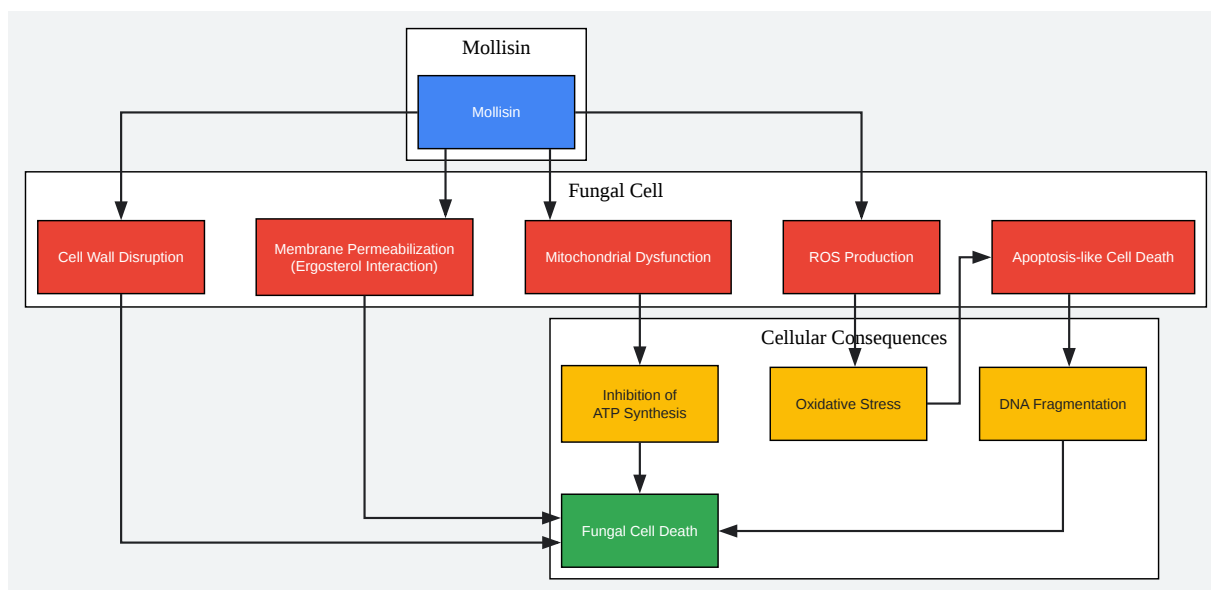 Mollisin
Mollisin
Fungal Cell
Cell Wall Disruption
Membrane Permeabilization
(Ergosterol Interaction)
Mitochondrial Dysfunction
ROS Production
Apoptosis-like Cell Death
Cellular Consequences
Inhibition of
ATP Synthesis
Oxidative Stress
DNA Fragmentation
Fungal Cell Death